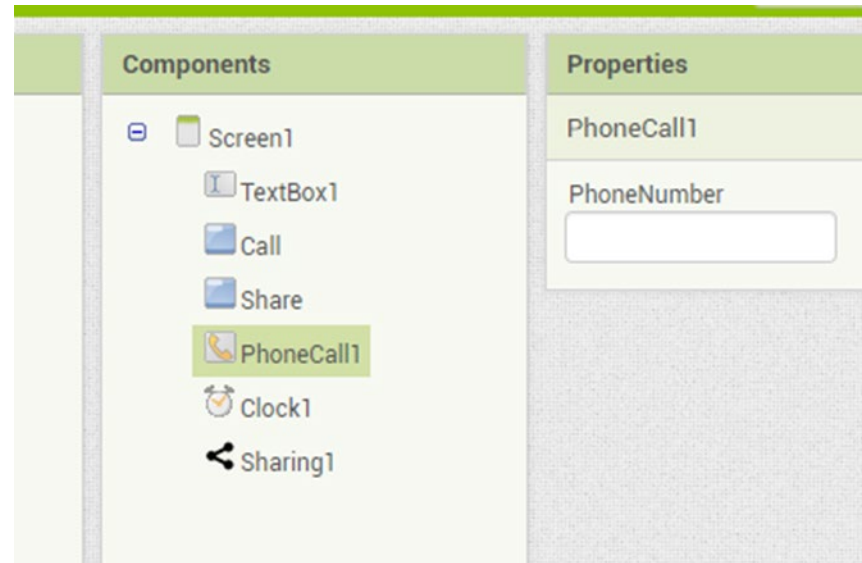 Components
Screen1
TextBox1
Call
Share
PhoneCall1
Clock1
Sharing1
Properties
PhoneCall1
PhoneNumber